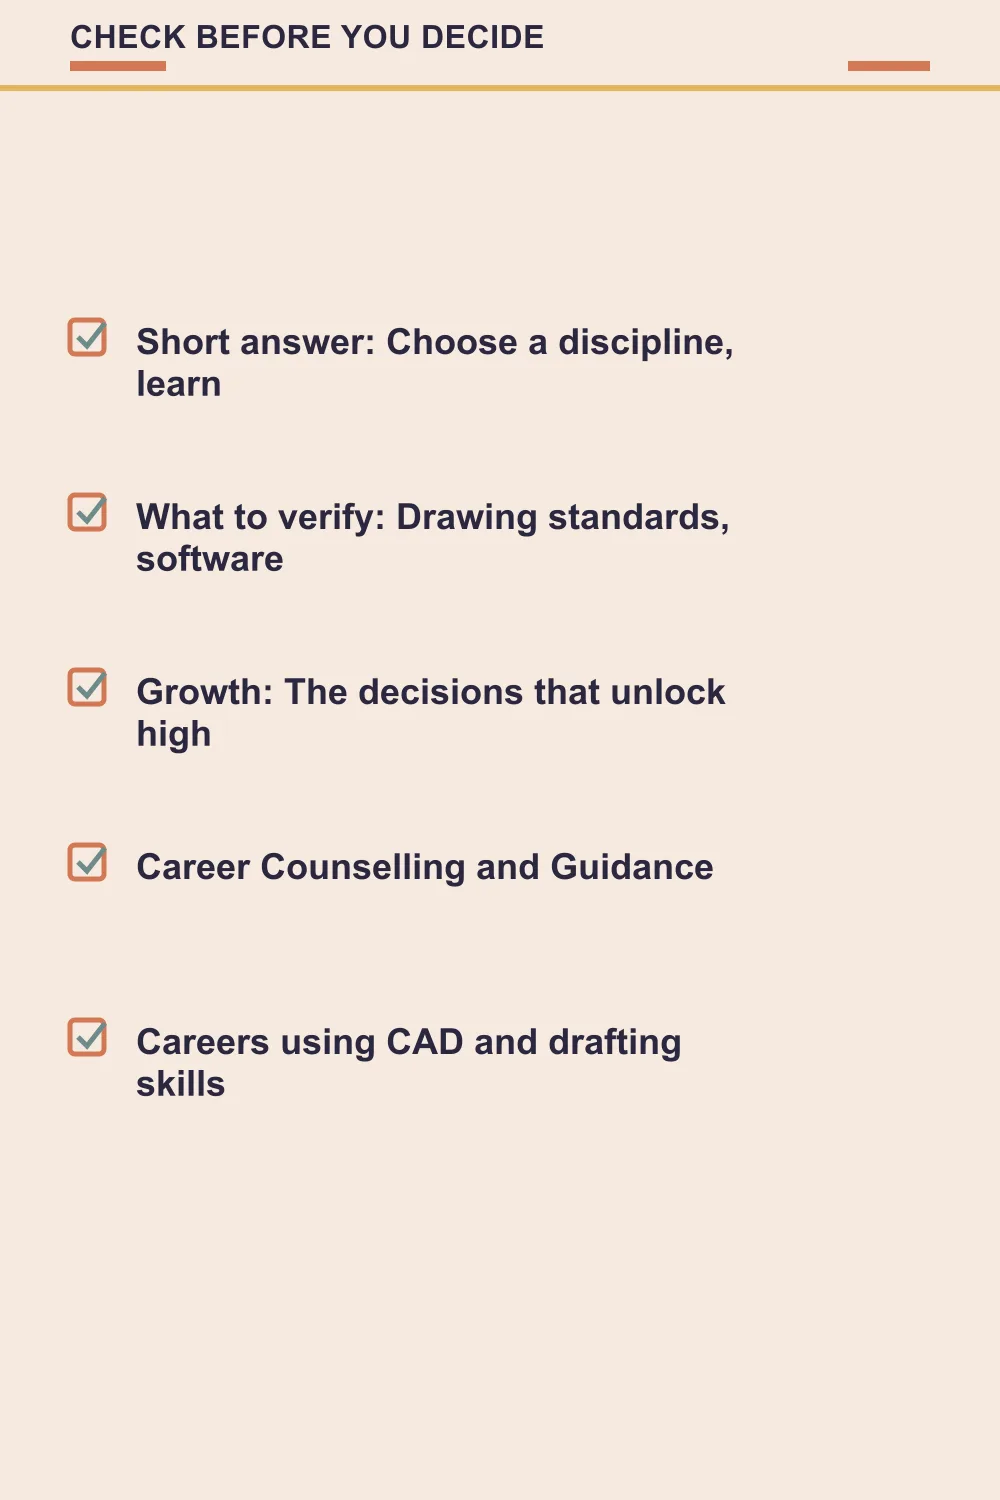 CHECK BEFORE YOU DECIDE
Short answer: Choose a discipline,
learn
What to verify: Drawing standards,
software
Growth: The decisions that unlock
high
Career Counselling and Guidance
Careers using CAD and drafting
skills